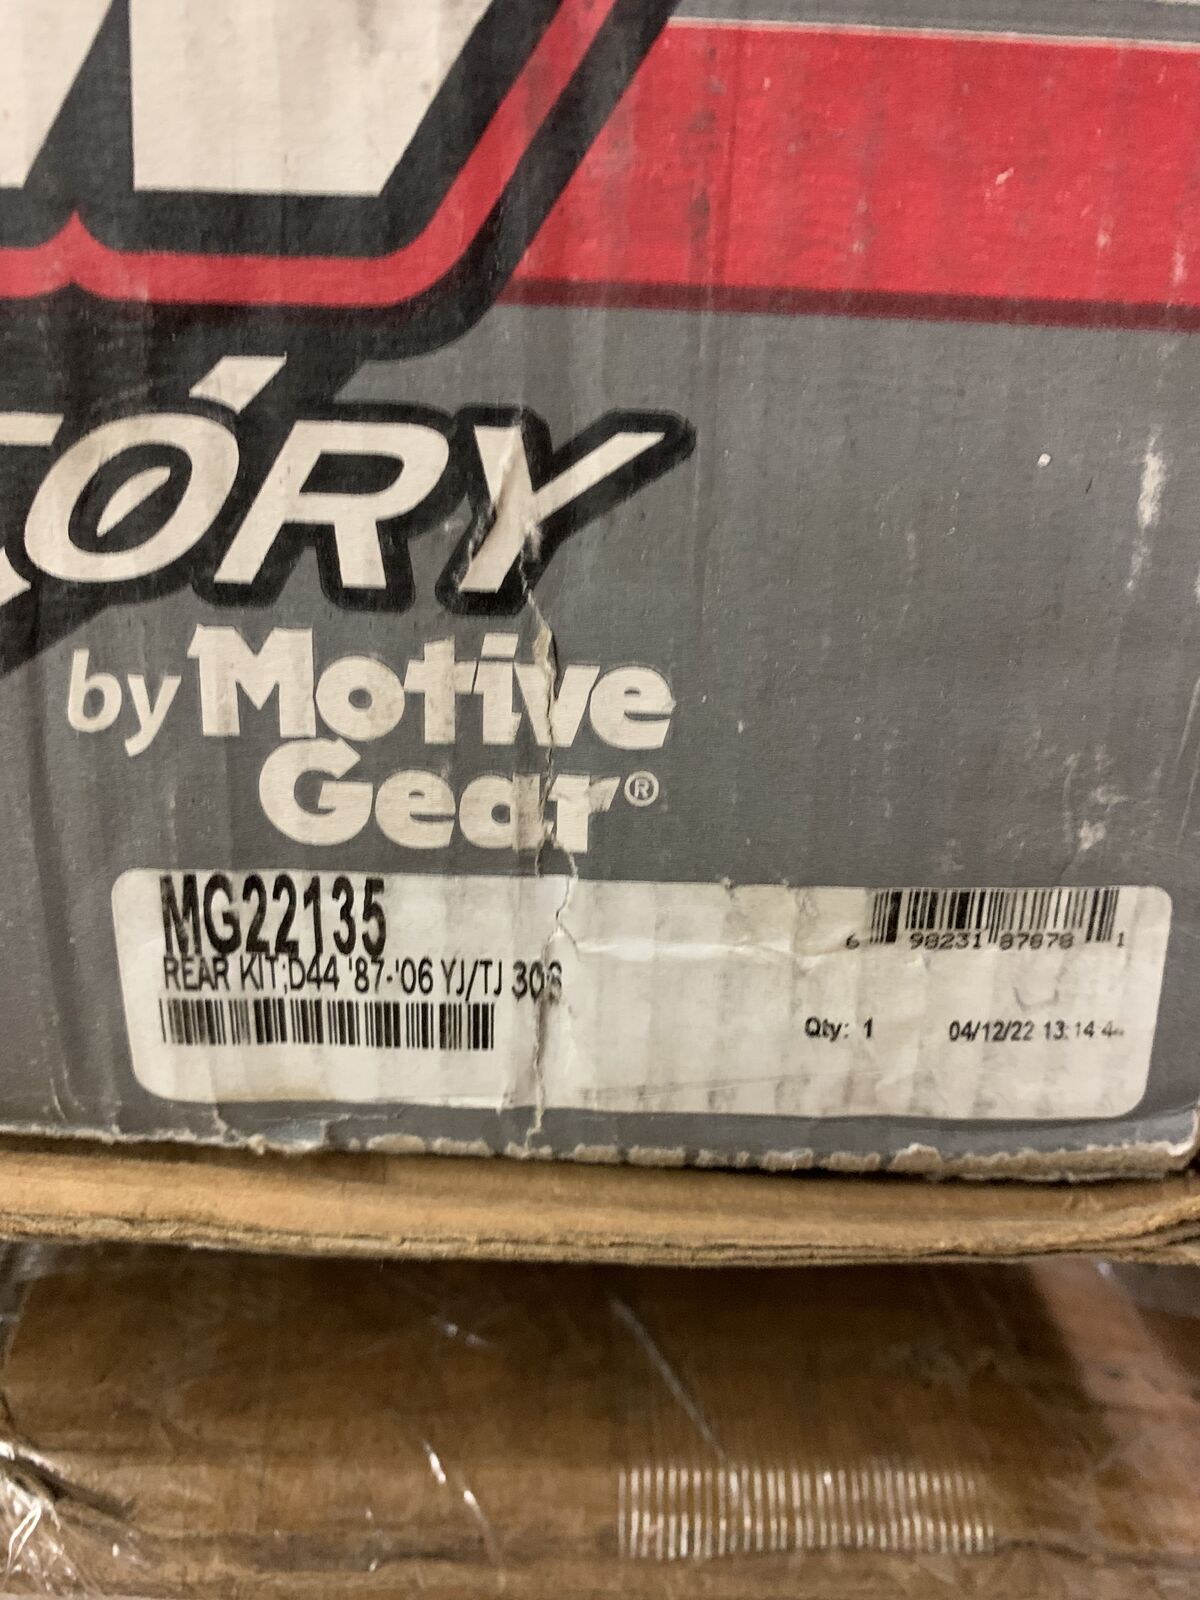 ORY
by Motive
Gear®
MG22135
REAR KIT;D44 '87-'06 YJ/TJ 30S
6 98231 87878 1
Qty: 1 04/12/22 13:14